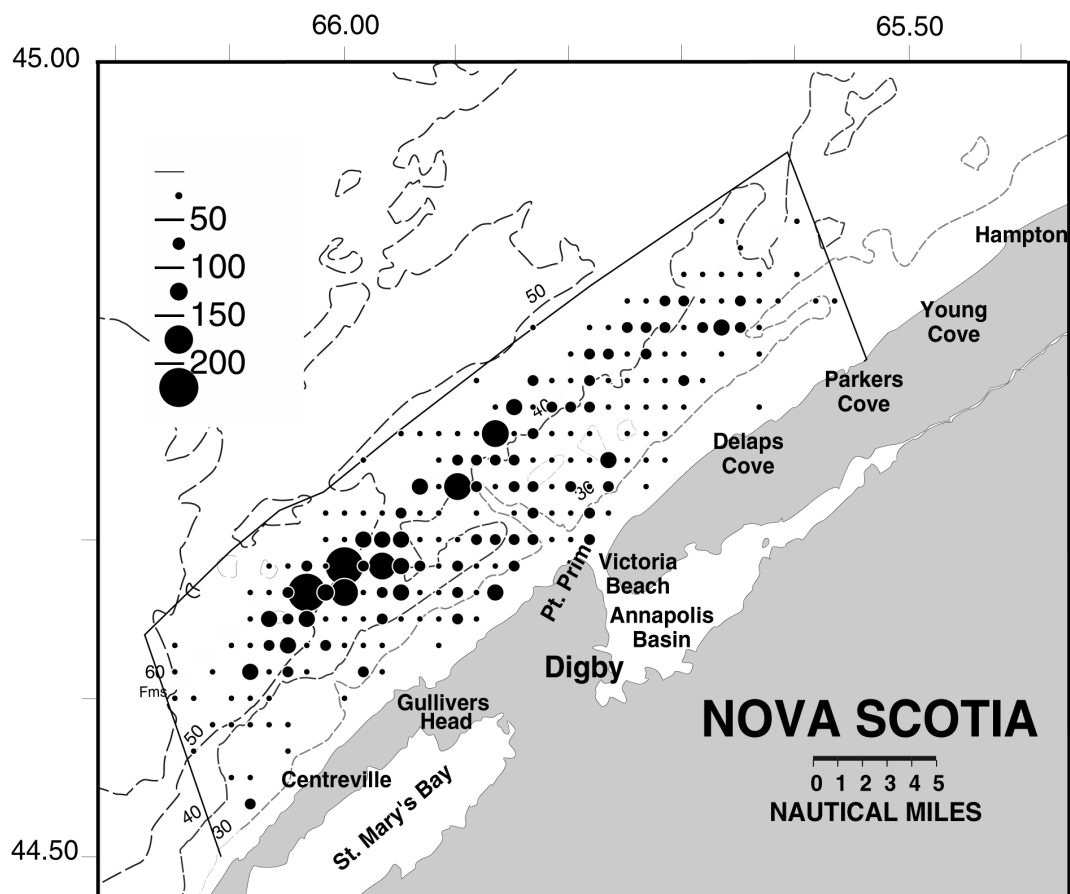 66.00
65.50
45.00
50
100
150
200
Hampton
50
Young
Cove
Parkers
Cove
40
Delaps
Cove
30
Victoria
Beach
Pt. Prim
Annapolis
Basin
Digby
60
Fms
Gullivers
Head
NOVA SCOTIA
50
Centreville
St. Mary's Bay
0 1 2 3 4 5
NAUTICAL MILES
40
30
44.50